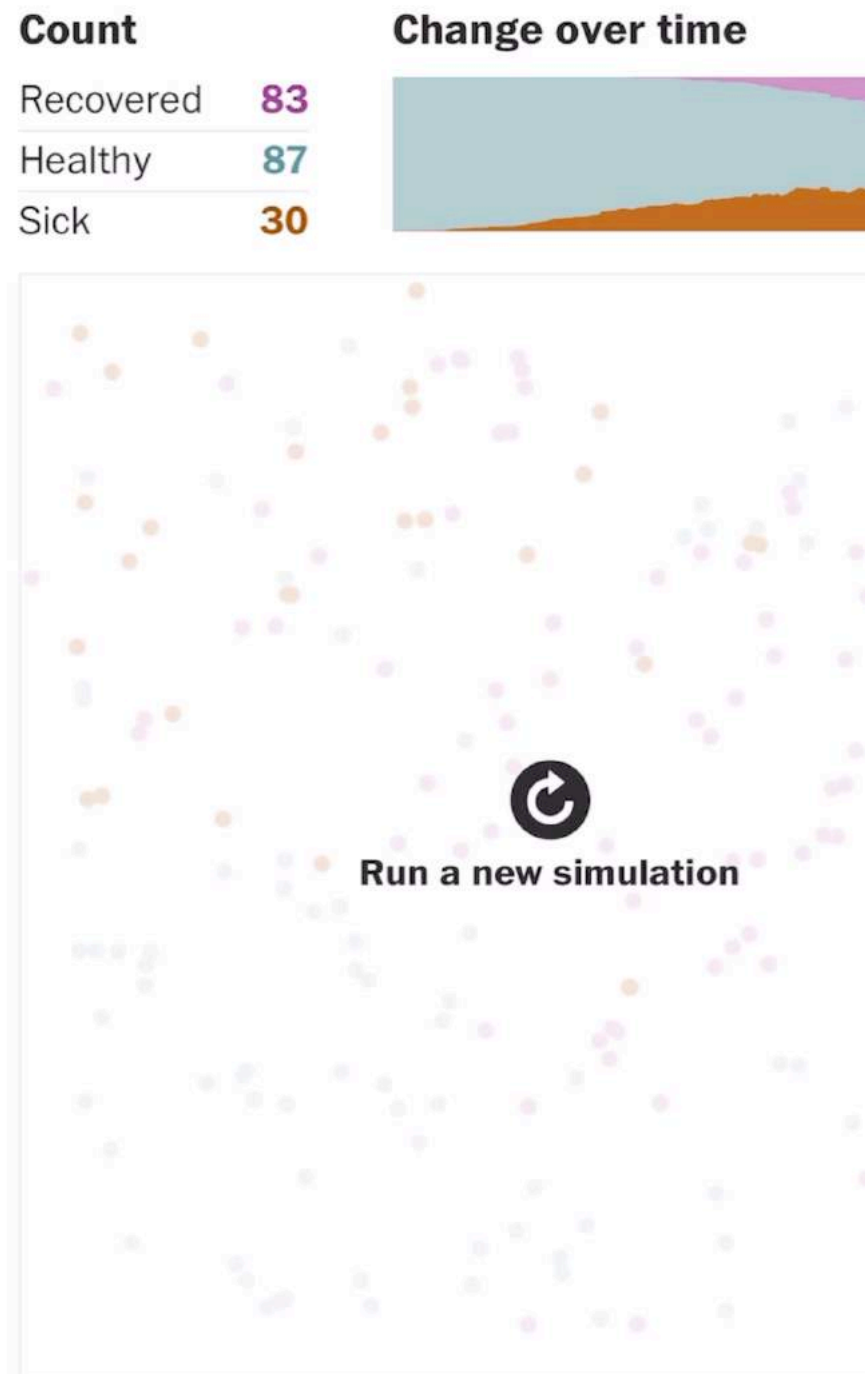 Count
Change over time
Recovered 83
Healthy 87
Sick 30
Run a new simulation